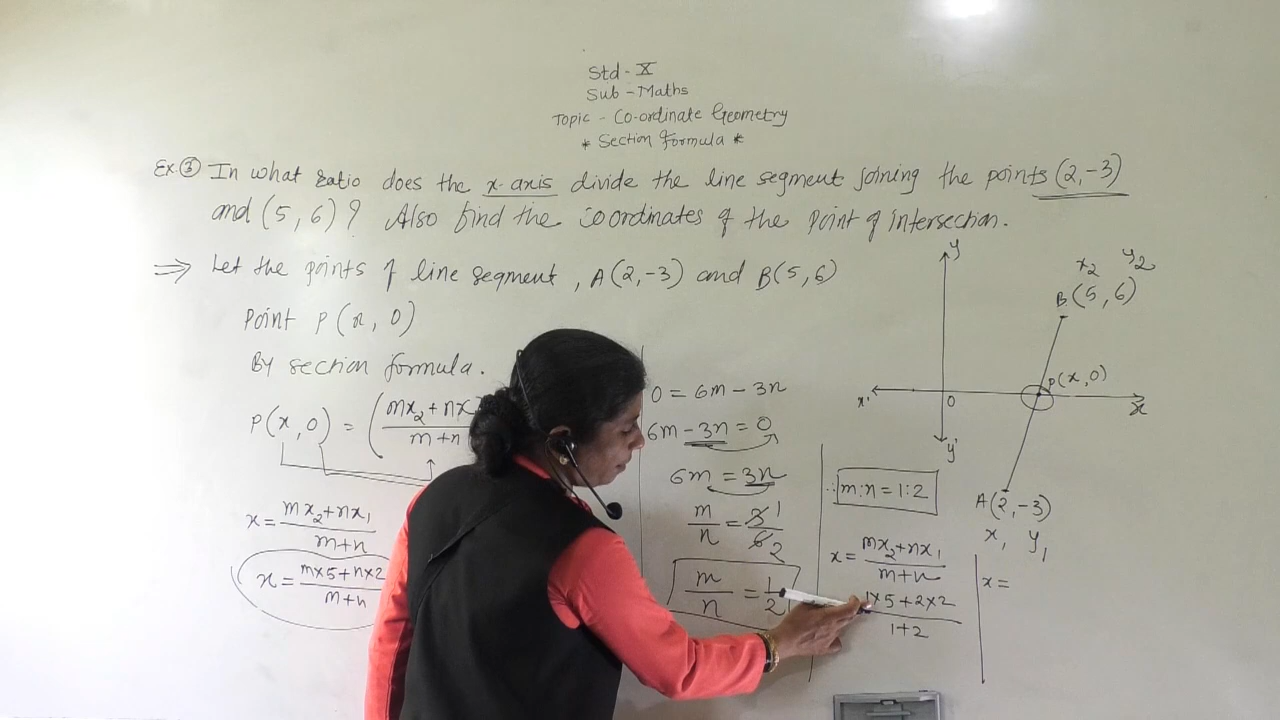 Std - X
Sub - Maths
Topic - Co-ordinate Geometry
* Section formula *
Ex. ③ In what ratio does the x-axis divide the line segment joining the points (2,-3)
and (5, 6)? Also find the coordinates of the point of intersection.
⇒ Let the points of line segment, A(2,-3) and B(5,6)
Point P(x, 0)
By section formula.
P(x, 0) = (mx₂+nx
m+n
x = mx₂+nx₁
m+n
x = m×5+n×2
m+n
0 = 6m - 3n
6m - 3n = 0
6m = 3n
m/n = 3/6 1/2
m/n = 1/2
∴ m:n = 1:2
x = mx₂+nx₁
m+n
1×5+2×2
1+2
x =
y
x₂ y₂
B(5,6)
P(x,0)
x' 0 x
y'
A(2,-3)
x₁ y₁